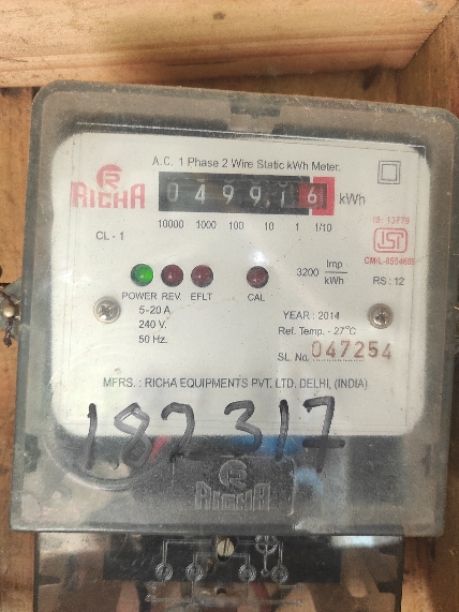 A.C. 1 Phase 2 Wire Static kWh Meter.
RICHA
04991 6 kWh
10000 1000 100 10 1 1/10
CL - 1
IS: 13779
ISI
RS : 12
3200 Imp/kWh
POWER REV EFLT CAL
5-20 A
240 V.
50 Hz.
YEAR : 2014
Ref. Temp. - 27°C
SL. No. 047254
MFRS. : RICHA EQUIPMENTS PVT. LTD. DELHI, (INDIA)
182317
RICHA